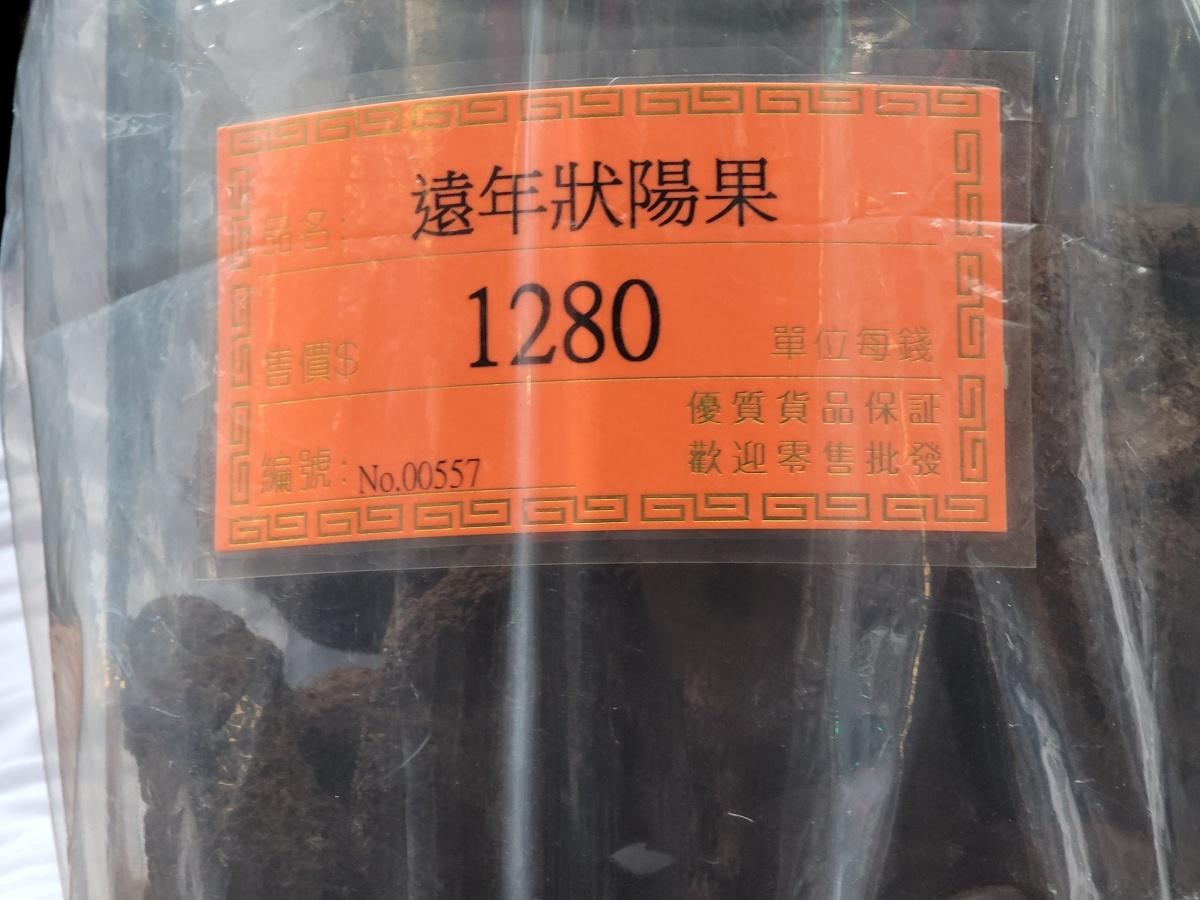 品名: 遠年狀陽果
售價$ 1280 單位每錢
優質貨品保証
歡迎零售批發
編號: No.00557